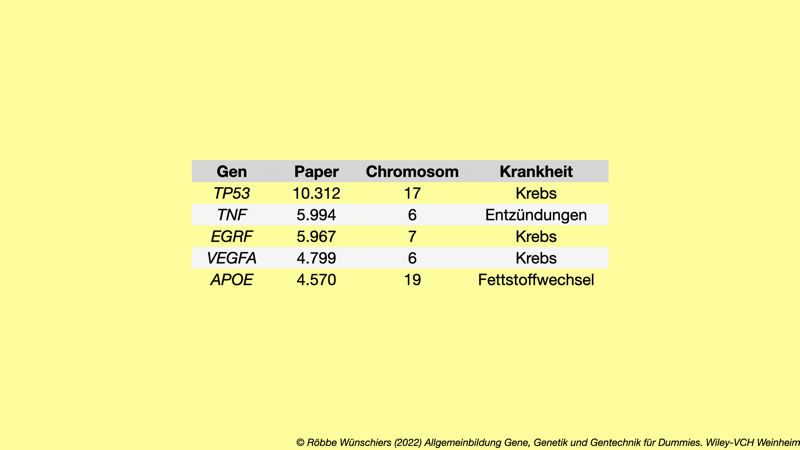 Gen Paper Chromosom Krankheit
TP53 10.312 17 Krebs
TNF 5.994 6 Entzündungen
EGRF 5.967 7 Krebs
VEGFA 4.799 6 Krebs
APOE 4.570 19 Fettstoffwechsel
© Röbbe Wünschiers (2022) Allgemeinbildung Gene, Genetik und Gentechnik für Dummies. Wiley-VCH Weinheim